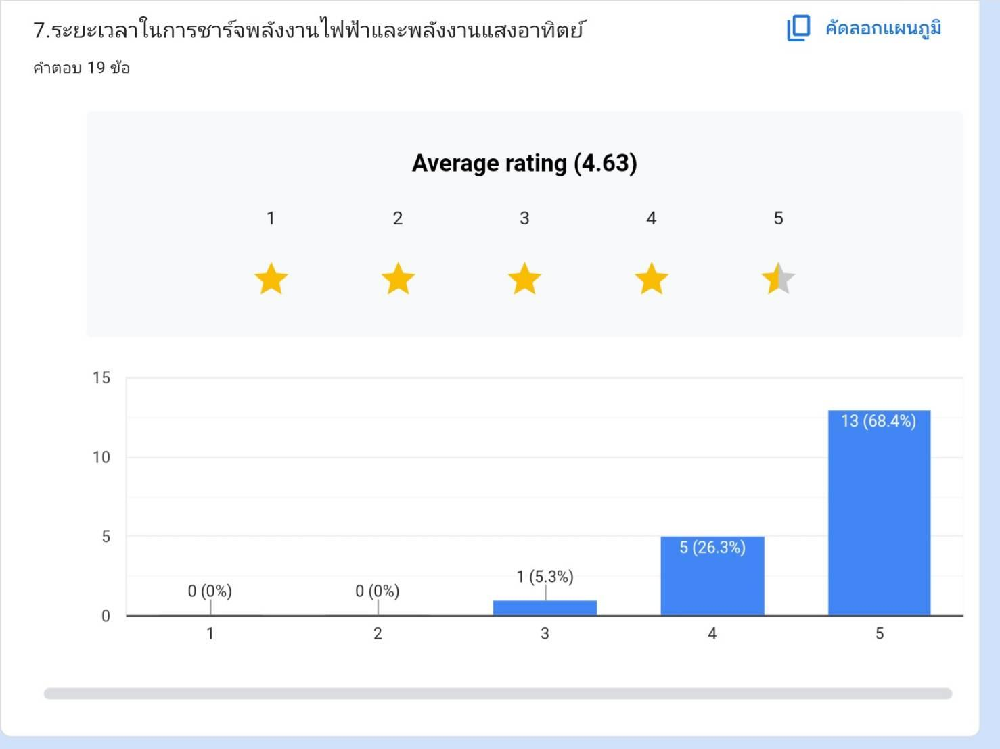 7.ระยะเวลาในการชาร์จพลังงานไฟฟ้าและพลังงานแสงอาทิตย์
คัดลอกแผนภูมิ
คำตอบ 19 ข้อ
Average rating (4.63)
1 2 3 4 5
15
13 (68.4%)
10
5
5 (26.3%)
1 (5.3%)
0 (0%) 0 (0%)
0
1 2 3 4 5